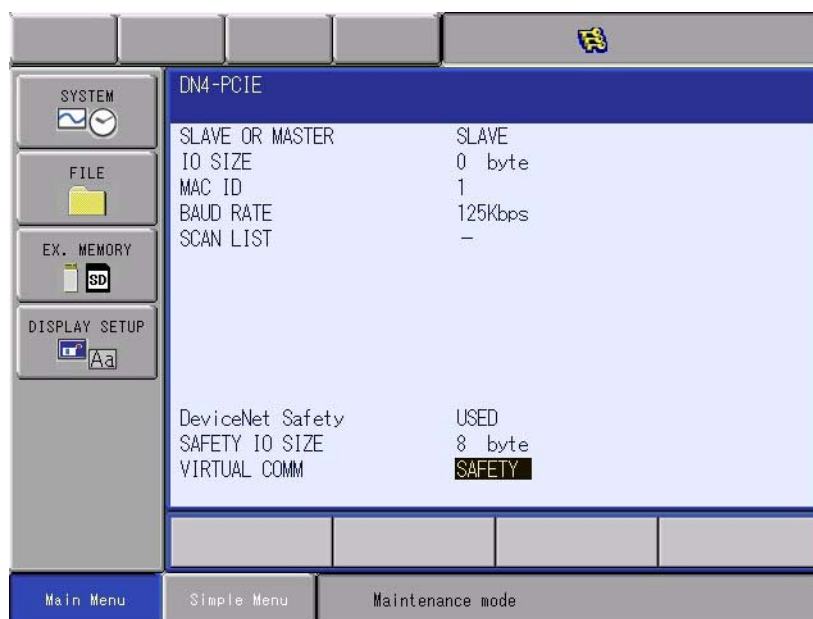 SYSTEM
FILE
EX. MEMORY
SD
DISPLAY SETUP
Aa
DN4-PCIE
SLAVE OR MASTER SLAVE
IO SIZE 0 byte
MAC ID 1
BAUD RATE 125Kbps
SCAN LIST –
DeviceNet Safety USED
SAFETY IO SIZE 8 byte
VIRTUAL COMM SAFETY
Main Menu Simple Menu Maintenance mode